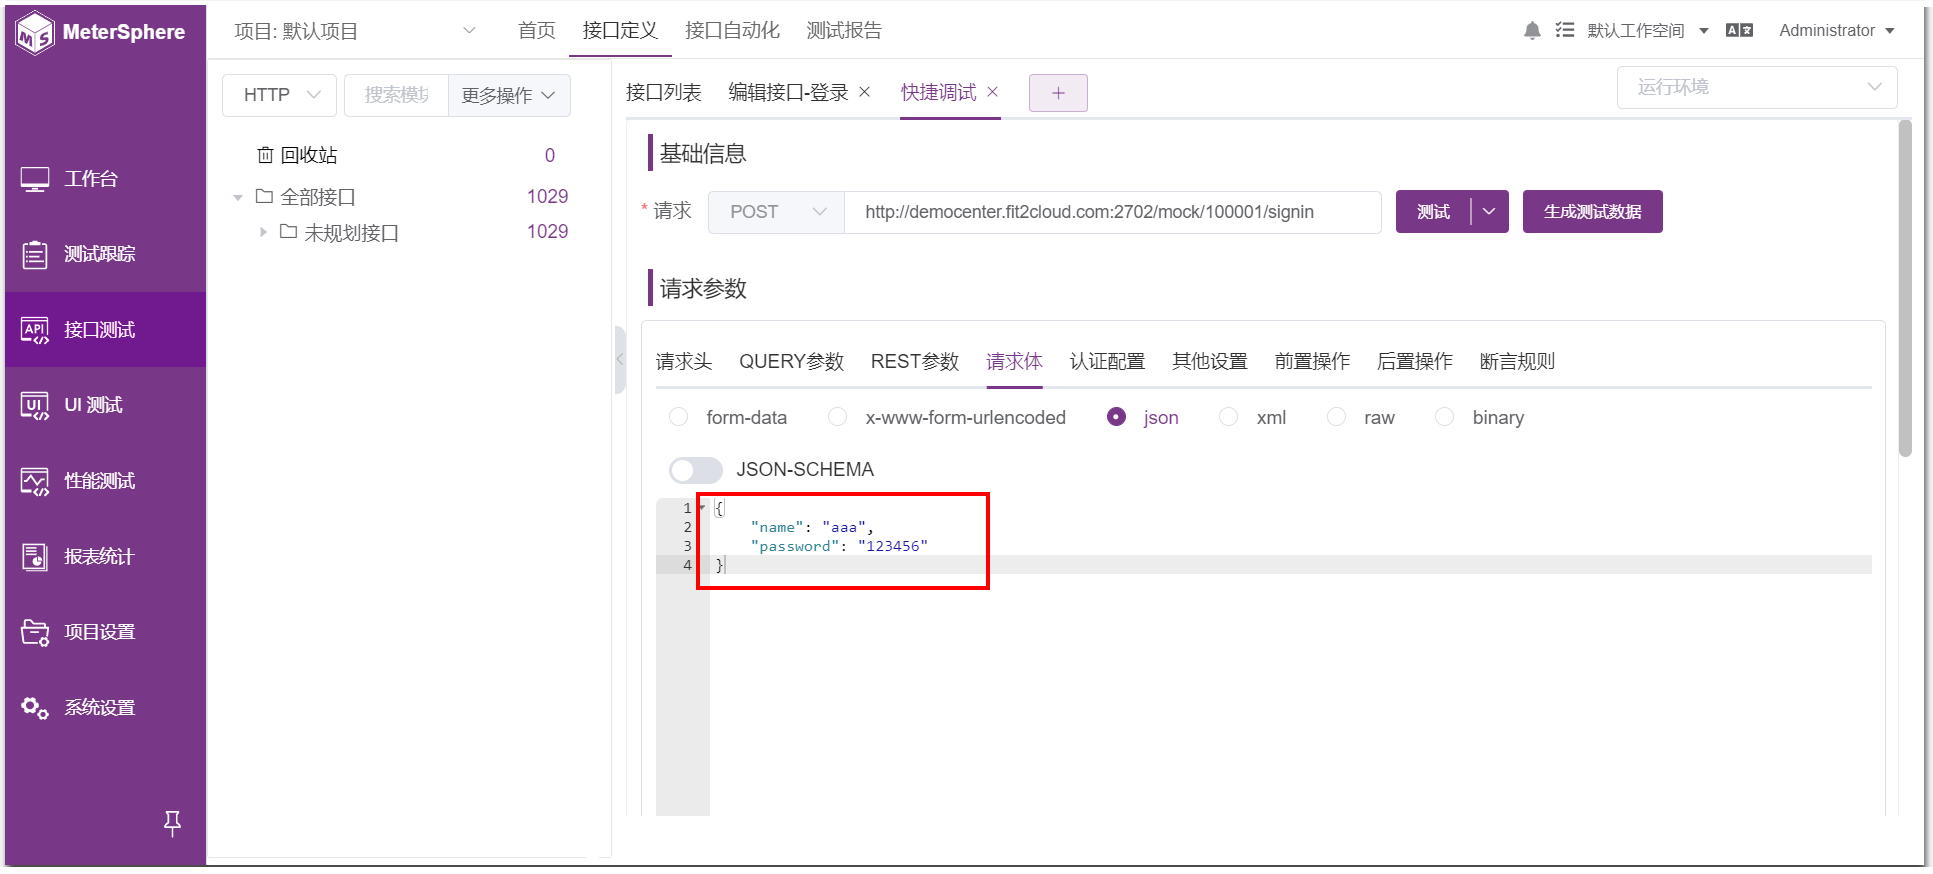 MeterSphere
项目: 默认项目
首页
接口定义
接口自动化
测试报告
默认工作空间
Administrator
工作台
测试跟踪
接口测试
UI 测试
性能测试
报表统计
项目设置
系统设置
HTTP
搜索模块
更多操作
回收站 0
全部接口 1029
未规划接口 1029
接口列表
编辑接口-登录
快捷调试
+
运行环境
基础信息
* 请求
POST
http://democenter.fit2cloud.com:2702/mock/100001/signin
测试
生成测试数据
请求参数
请求头
QUERY参数
REST参数
请求体
认证配置
其他设置
前置操作
后置操作
断言规则
form-data
x-www-form-urlencoded
json
xml
raw
binary
JSON-SCHEMA
1 {
2 "name": "aaa",
3 "password": "123456"
4 }